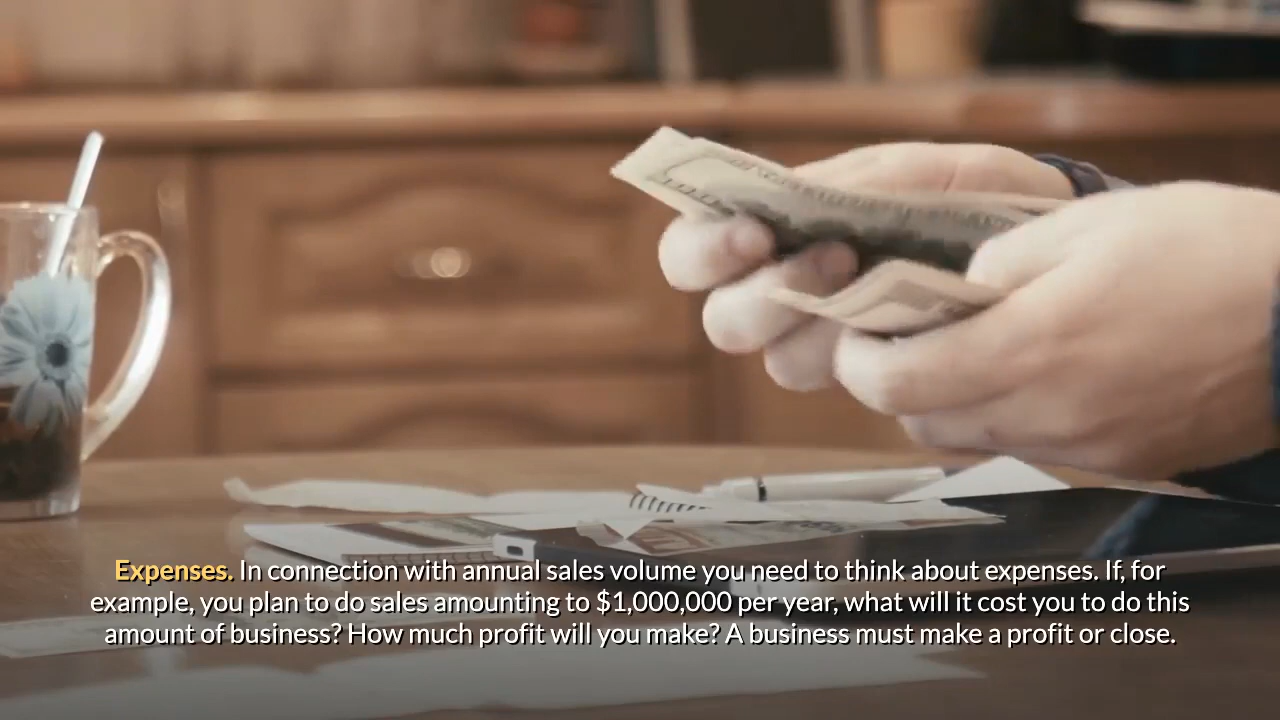 Expenses. In connection with annual sales volume you need to think about expenses. If, for
example, you plan to do sales amounting to $1,000,000 per year, what will it cost you to do this
amount of business? How much profit will you make? A business must make a profit or close.